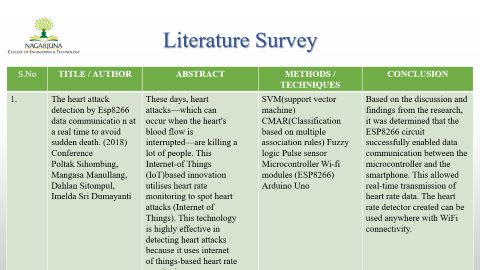 NAGARJUNA
COLLEGE OF ENGINEERING & TECHNOLOGY
Literature Survey
S.No
TITLE / AUTHOR
ABSTRACT
METHODS /
TECHNIQUES
CONCLUSION
1.
The heart attack
detection by Esp8266
data communicatio n at
a real time to avoid
sudden death. (2018)
Conference
Poltak Sihombing,
Mangasa Manullang,
Dahlan Sitompul,
Imelda Sri Dumayanti
These days, heart
attacks—which can
occur when the heart's
blood flow is
interrupted—are killing a
lot of people. This
Internet-of Things
(IoT)based innovation
utilises heart rate
monitoring to spot heart
attacks (Internet of
Things). This technology
is highly effective in
detecting heart attacks
because it uses internet
of things-based heart rate
SVM(support vector
machine)
CMAR(Classification
based on multiple
association rules) Fuzzy
logic Pulse sensor
Microcontroller Wi-fi
modules (ESP8266)
Arduino Uno
Based on the discussion and
findings from the research,
it was determined that the
ESP8266 circuit
successfully enabled data
communication between the
microcontroller and the
smartphone. This allowed
real-time transmission of
heart rate data. The heart
rate detector created can be
used anywhere with WiFi
connectivity.